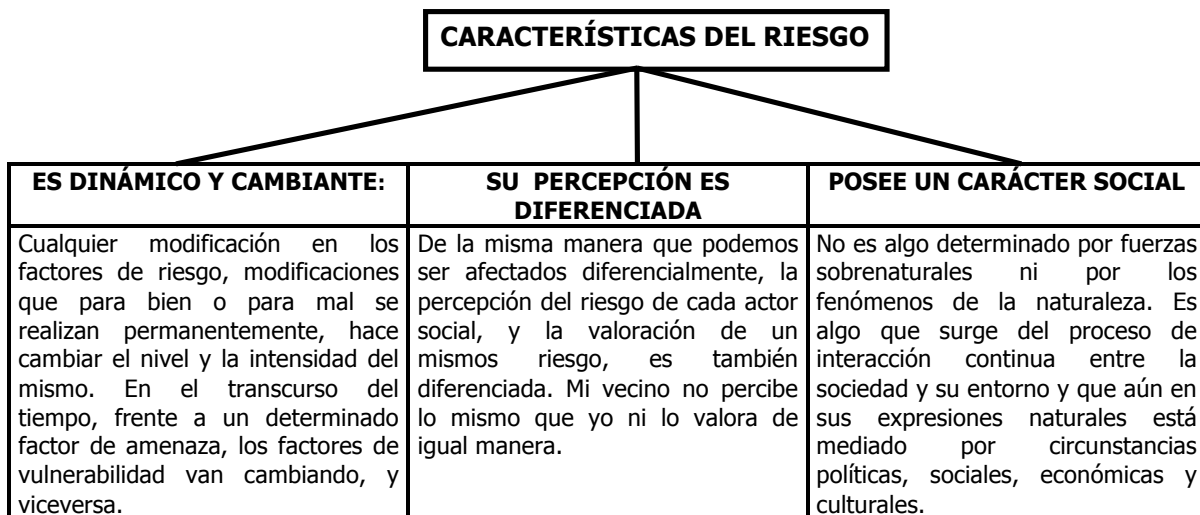 CARACTERÍSTICAS DEL RIESGO
ES DINÁMICO Y CAMBIANTE:
Cualquier modificación en los
factores de riesgo, modificaciones
que para bien o para mal se
realizan permanentemente, hace
cambiar el nivel y la intensidad del
mismo. En el transcurso del
tiempo, frente a un determinado
factor de amenaza, los factores de
vulnerabilidad van cambiando, y
viceversa.
SU PERCEPCIÓN ES
DIFERENCIADA
De la misma manera que podemos
ser afectados diferencialmente, la
percepción del riesgo de cada actor
social, y la valoración de un
mismos riesgo, es también
diferenciada. Mi vecino no percibe
lo mismo que yo ni lo valora de
igual manera.
POSEE UN CARÁCTER SOCIAL
No es algo determinado por fuerzas
sobrenaturales ni por los
fenómenos de la naturaleza. Es
algo que surge del proceso de
interacción continua entre la
sociedad y su entorno y que aún en
sus expresiones naturales está
mediado por circunstancias
políticas, sociales, económicas y
culturales.